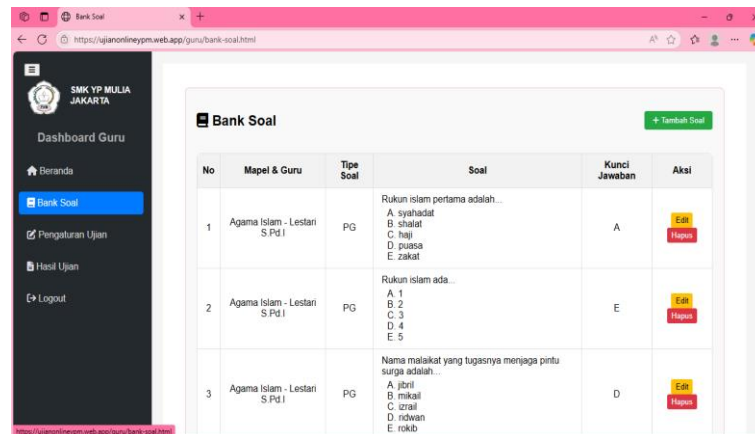 Bank Soal
https://ujianonlineypm.web.app/guru/bank-soal.html
SMK YP MULIA
JAKARTA
Dashboard Guru
Beranda
Bank Soal
Pengaturan Ujian
Hasil Ujian
Logout
Bank Soal
+ Tambah Soal
No Mapel & Guru Tipe Soal Soal Kunci Jawaban Aksi
Rukun islam pertama adalah...
A. syahadat
B. shalat
C. haji
D. puasa
E. zakat
1 Agama Islam - Lestari S.Pd.I PG A Edit
Hapus
Rukun islam ada...
A. 1
B. 2
C. 3
D. 4
E. 5
2 Agama Islam - Lestari S.Pd.I PG E Edit
Hapus
Nama malaikat yang tugasnya menjaga pintu
surga adalah...
A. jibril
B. mikail
C. izrail
D. ridwan
E. rokib
3 Agama Islam - Lestari S.Pd.I PG D Edit
Hapus
https://ujianonlineypm.web.app/guru/bank-soal.html